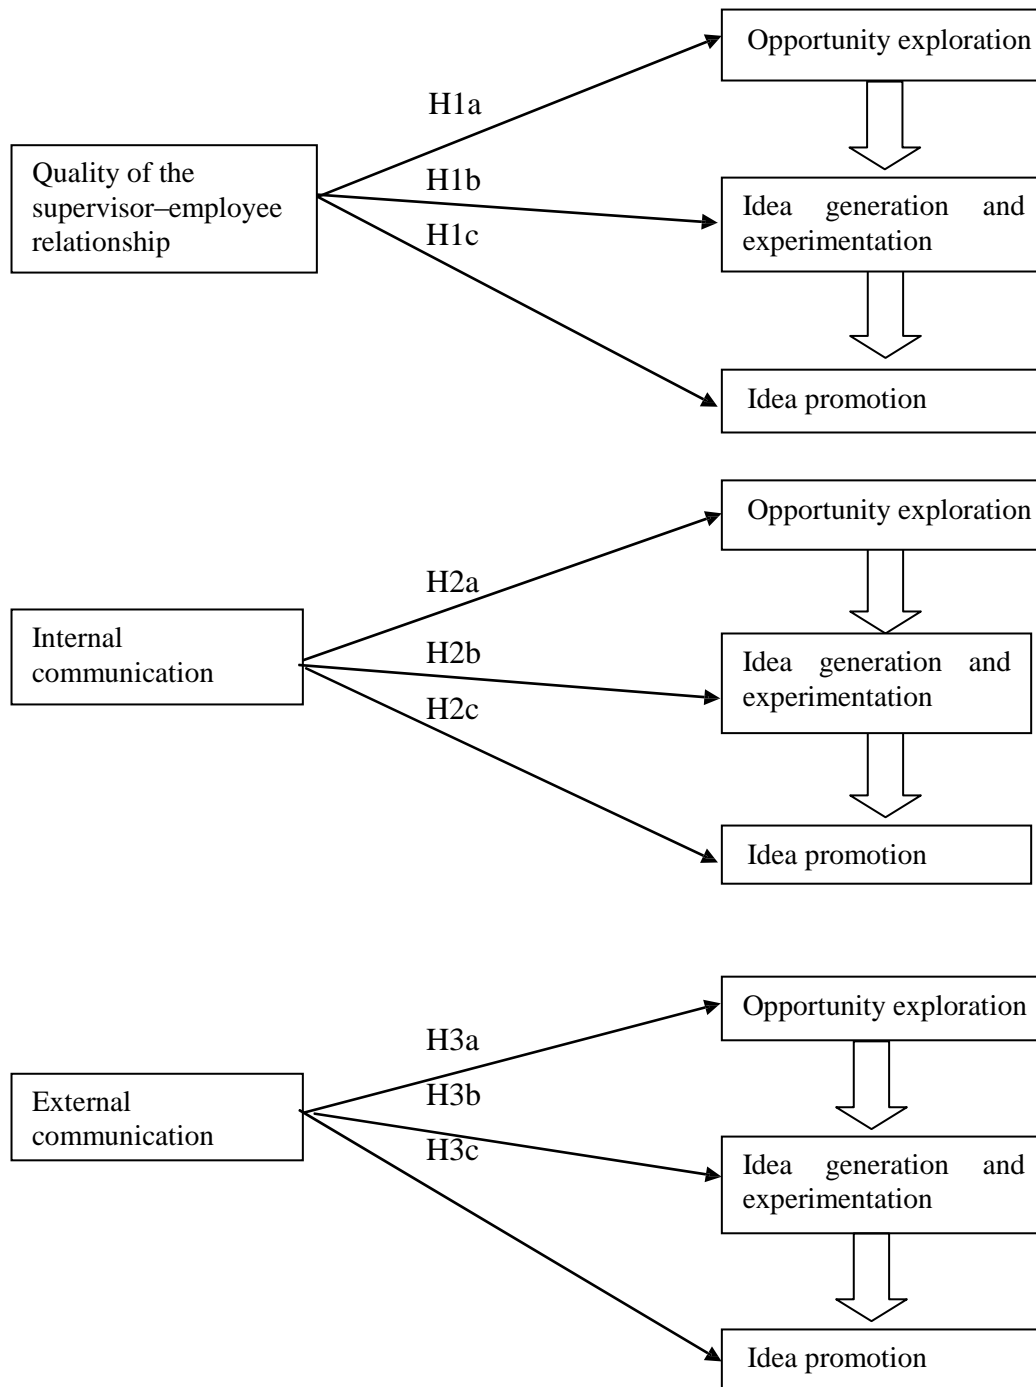 Opportunity exploration
H1a
Quality of the
supervisor–employee
relationship
H1b
H1c
Idea generation and
experimentation
Idea promotion
Opportunity exploration
H2a
Internal
communication
H2b
H2c
Idea generation and
experimentation
Idea promotion
Opportunity exploration
H3a
External
communication
H3b
H3c
Idea generation and
experimentation
Idea promotion